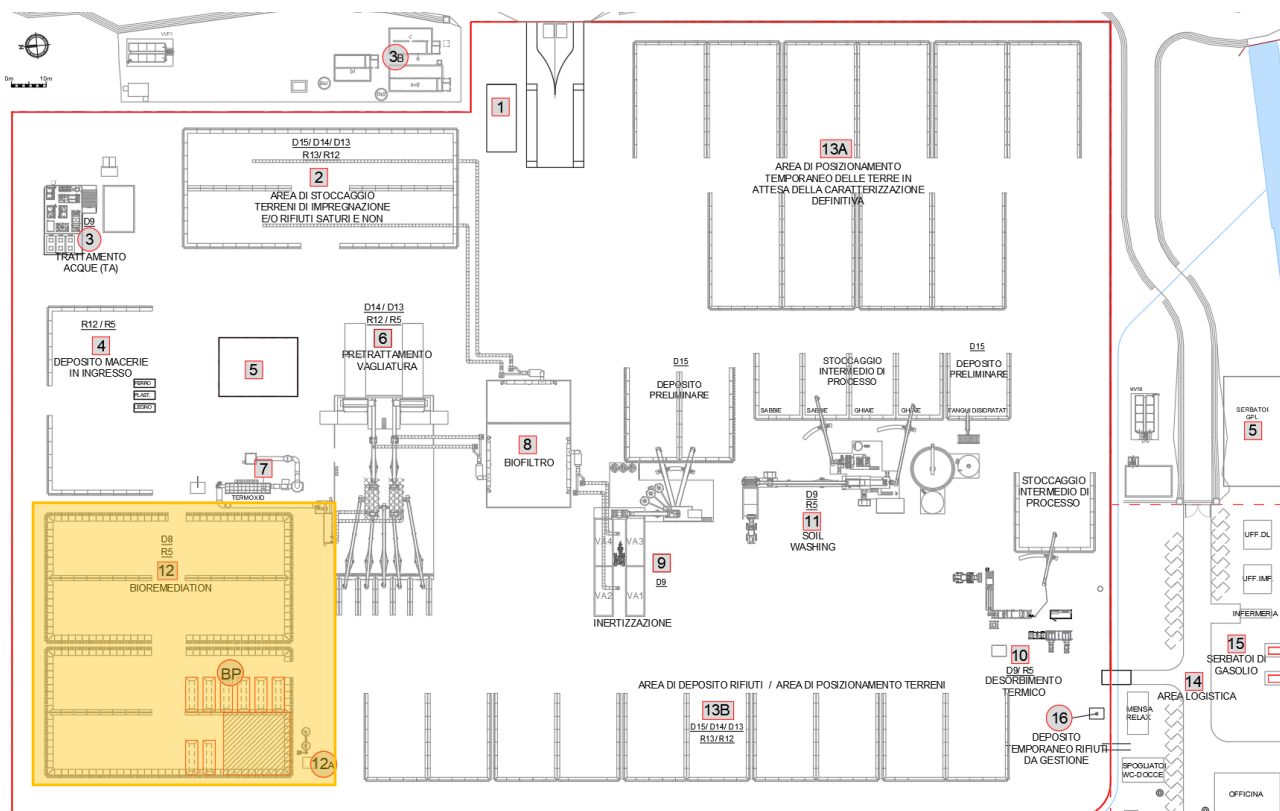 N
0m 10m
VVF1
C
3B
B
D1
A+B
1
D15/ D14/ D13
R13/ R12
2
AREA DI STOCCAGGIO
TERRENI DI IMPREGNAZIONE
E/O RIFIUTI SATURI E NON
13A
AREA DI POSIZIONAMENTO
TEMPORANEO DELLE TERRE IN
ATTESA DELLA CARATTERIZZAZIONE
DEFINITIVA
D9
3
TRATTAMENTO
ACQUE (TA)
R12 / R5
4
DEPOSITO MACERIE
IN INGRESSO
FERRO
PLAST.
LEGNO
5
D14 / D13
R12 / R5
6
PRETRATTAMENTO
VAGLIATURA
7
TERMOXID
8
BIOFILTRO
D15
DEPOSITO
PRELIMINARE
STOCCAGGIO
INTERMEDIO DI
PROCESSO
SABBIE
SABBIE
GHIAIE
GHIAIE
D15
DEPOSITO
PRELIMINARE
FANGHI DISIDRATATI
SERBATOI
GPL
5
D9
R5
11
SOIL
WASHING
STOCCAGGIO
INTERMEDIO DI
PROCESSO
VA4
VA3
VA2
VA1
9
D9
INERTIZZAZIONE
D8
R5
12
BIOREMEDIATION
BP
12A
10
D9/ R5
DESORBIMENTO
TERMICO
AREA DI DEPOSITO RIFIUTI / AREA DI POSIZIONAMENTO TERRENI
13B
D15/ D14/ D13
R13/ R12
16
DEPOSITO
TEMPORANEO RIFIUTI
DA GESTIONE
UFF.DL
UFF.IMP.
INFERMERIA
15
SERBATOI DI
GASOLIO
14
AREA LOGISTICA
MENSA
RELAX
SPOGLIATOI
WC-DOCCE
OFFICINA